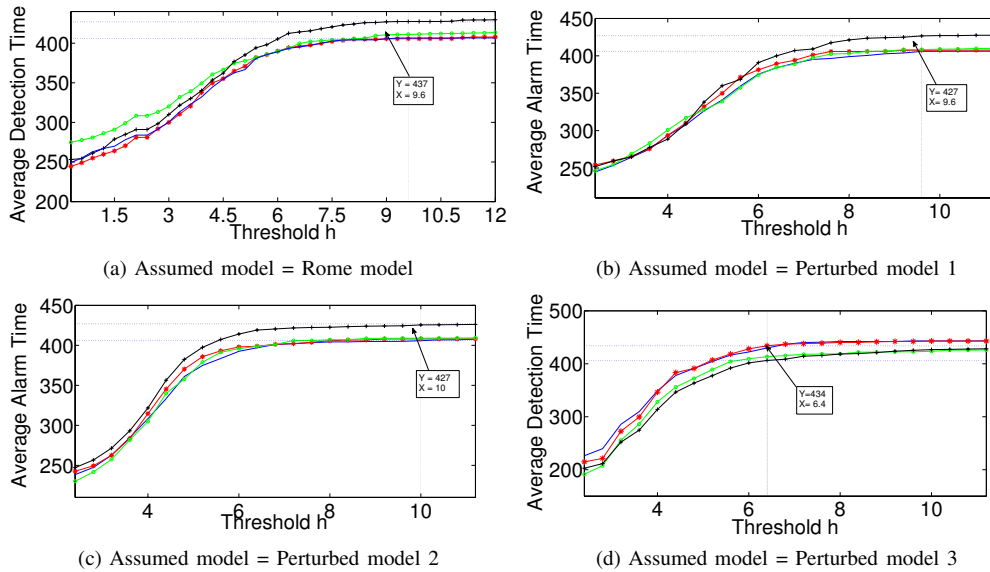 Average Detection Time
400
350
300
250
200
1.5 3 4.5 6 7.5 9 10.5 12
Threshold h
Y = 437
X = 9.6
(a) Assumed model = Rome model
Average Alarm Time
450
400
350
300
250
4 6 8 10
Threshold h
Y = 427
X = 9.6
(b) Assumed model = Perturbed model 1
Average Alarm Time
450
400
350
300
250
4 6 8 10
Threshold h
Y = 427
X = 10
(c) Assumed model = Perturbed model 2
Average Detection Time
500
400
300
200
4 6 8 10
Threshold h
Y=434
X= 6.4
(d) Assumed model = Perturbed model 3